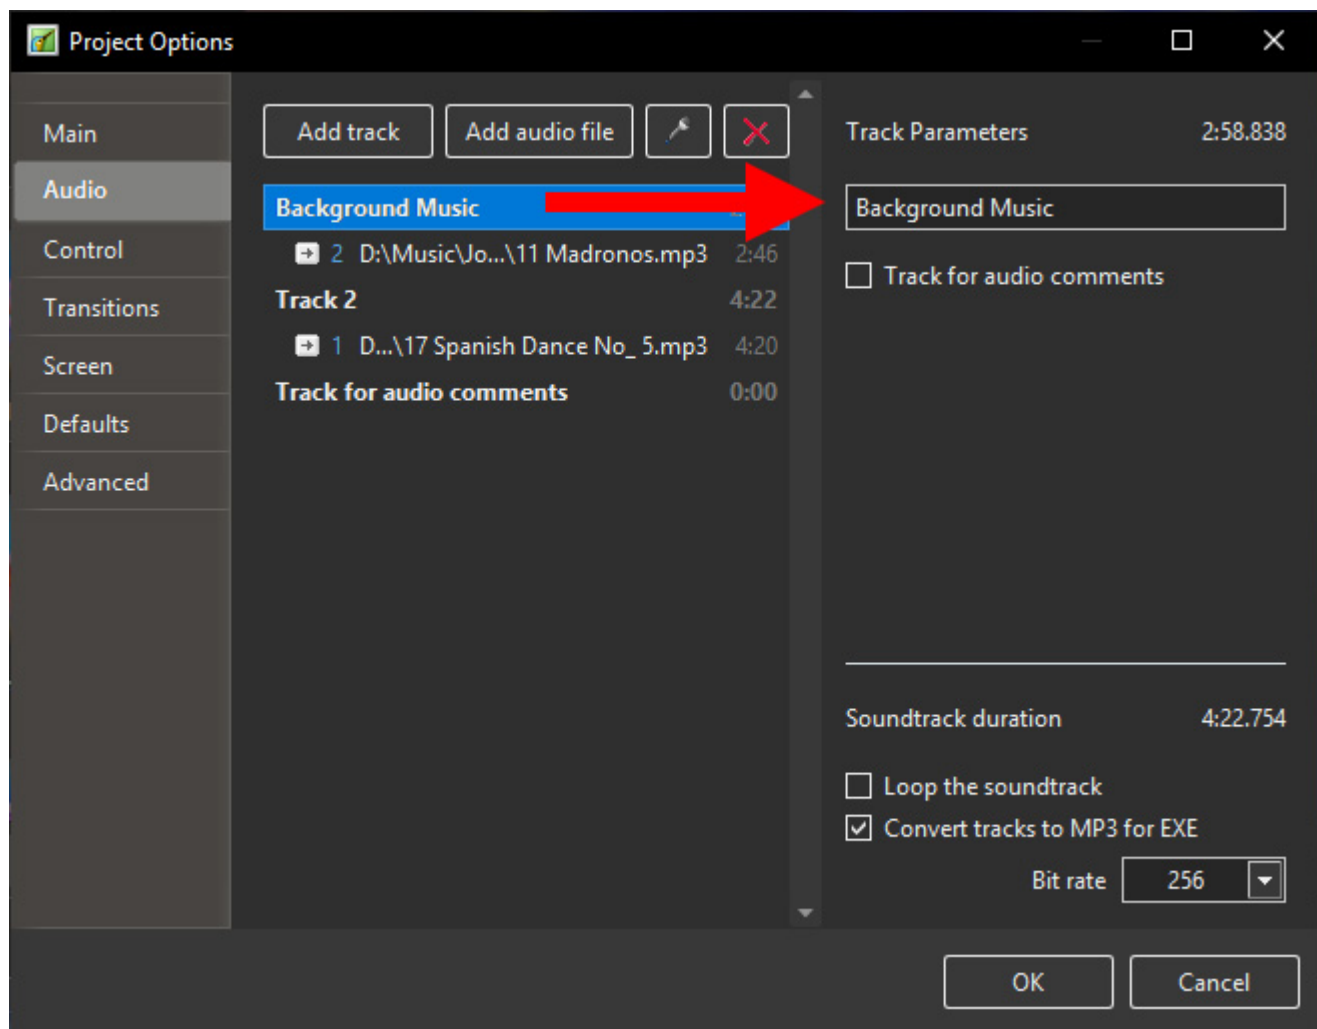 Project Options
Main
Audio
Control
Transitions
Screen
Defaults
Advanced
Add track
Add audio file
Background Music
2 D:\Music\Jo...\11 Madronos.mp3 2:46
Track 2 4:22
1 D...\17 Spanish Dance No_ 5.mp3 4:20
Track for audio comments 0:00
Track Parameters 2:58.838
Background Music
Track for audio comments
Soundtrack duration 4:22.754
Loop the soundtrack
Convert tracks to MP3 for EXE
Bit rate 256
OK
Cancel